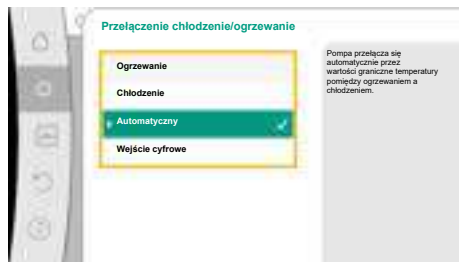 Przełączenie chłodzenie/ogrzewanie
Ogrzewanie
Chłodzenie
Automatyczny
Wejście cyfrowe
Pompa przełącza się
automatycznie przez
wartości graniczne temperatury
pomiędzy ogrzewaniem a
chłodzeniem.